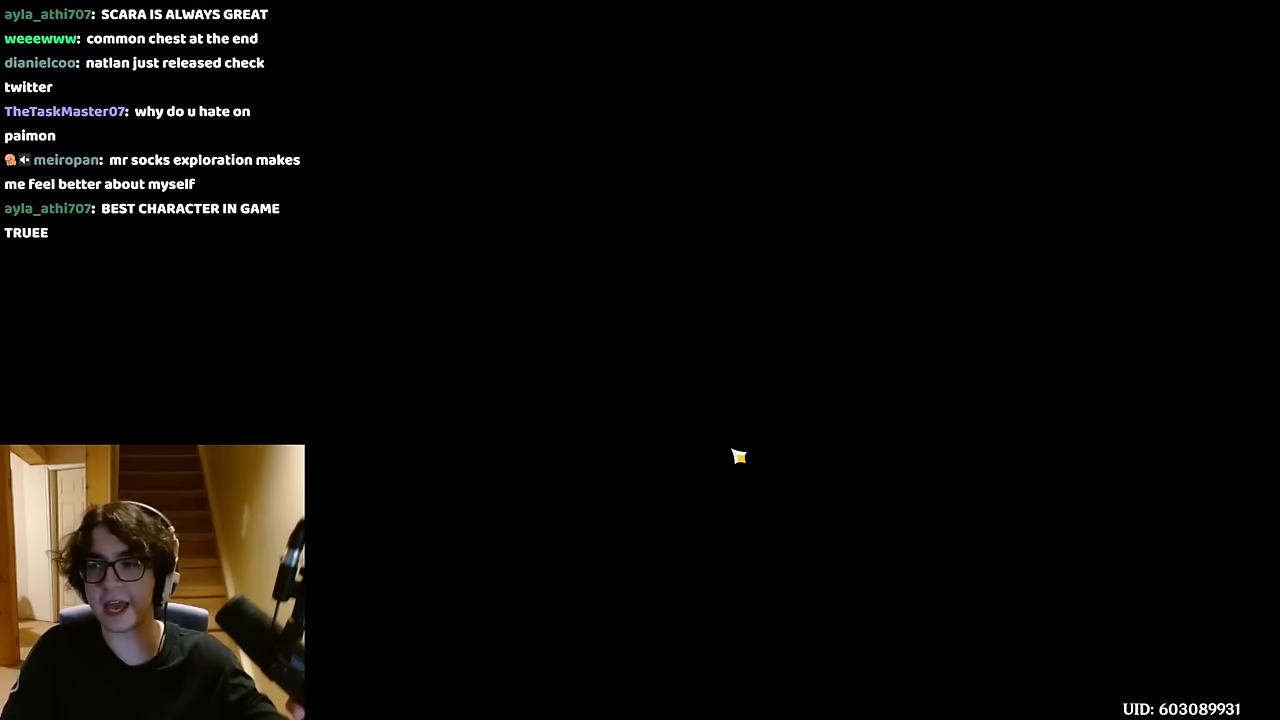 ayla_athi707: SCARA IS ALWAYS GREAT
weeewww: common chest at the end
dianielcoo: natlan just released check
twitter
TheTaskMaster07: why do u hate on
paimon
meiropan: mr socks exploration makes
me feel better about myself
ayla_athi707: BEST CHARACTER IN GAME
TRUEE
UID: 603089931